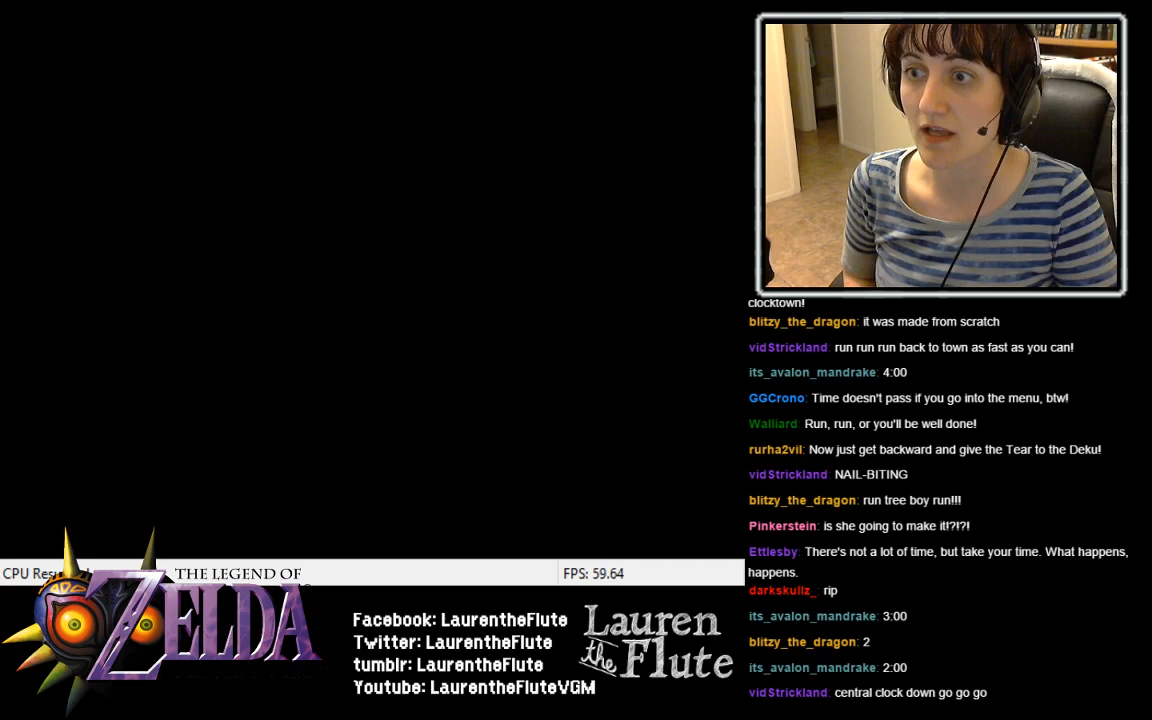 clocktown!
blitzy_the_dragon: it was made from scratch
vidStrickland: run run run back to town as fast as you can!
its_avalon_mandrake: 4:00
GGCrono: Time doesn't pass if you go into the menu, btw!
Walliard: Run, run, or you'll be well done!
rurha2vil: Now just get backward and give the Tear to the Deku!
vidStrickland: NAIL-BITING
blitzy_the_dragon: run tree boy run!!!
Pinkerstein: is she going to make it!?!?!
Ettlesby: There's not a lot of time, but take your time. What happens,
happens.
darkskullz_: rip
its_avalon_mandrake: 3:00
blitzy_the_dragon: 2
its_avalon_mandrake: 2:00
vidStrickland: central clock down go go go
CPU
FPS: 59.64
THE LEGEND OF
ZELDA
Facebook: LaurentheFlute
Twitter: LaurentheFlute
tumblr: LaurentheFlute
Youtube: LaurentheFluteVGM
Lauren
the Flute